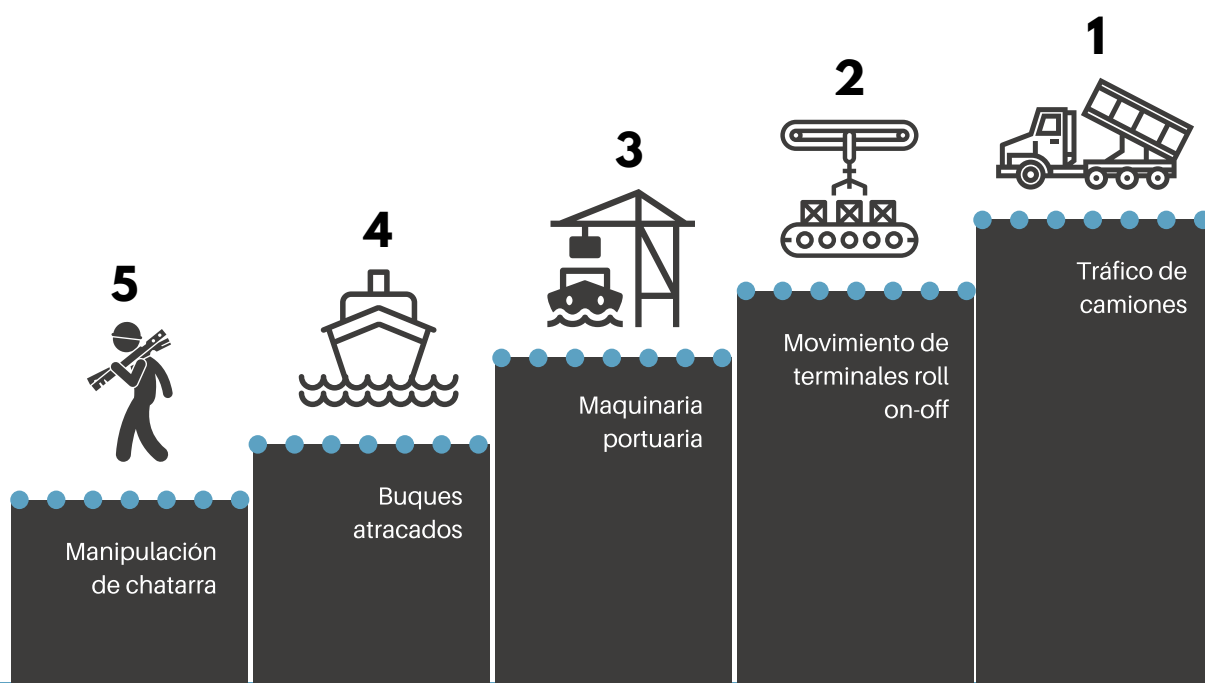 5
Manipulación
de chatarra
4
Buques
atracados
3
Maquinaria
portuaria
2
Movimiento de
terminales roll
on-off
1
Tráfico de
camiones